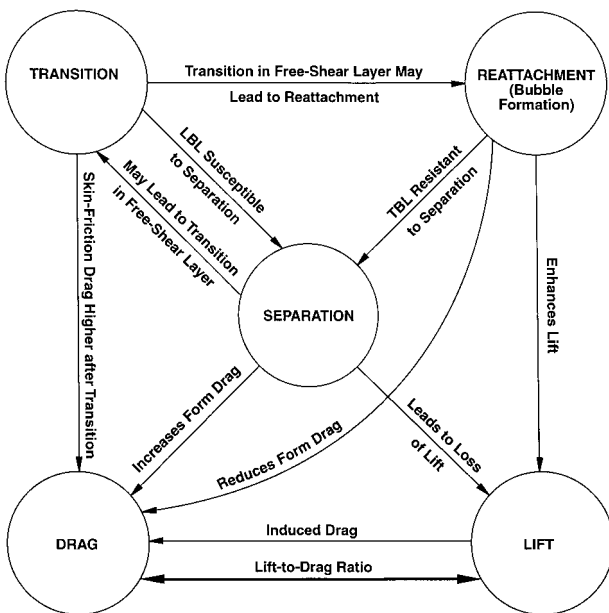 TRANSITION
Transition in Free-Shear Layer May
Lead to Reattachment
REATTACHMENT
(Bubble
Formation)
LBL Susceptible
to Separation
May Lead to Transition
in Free-Shear Layer
TBL Resistant
to Separation
Skin-Friction Drag Higher after Transition
SEPARATION
Enhances Lift
Increases Form Drag
Reduces Form Drag
Leads to Loss
of Lift
DRAG
Induced Drag
Lift-to-Drag Ratio
LIFT